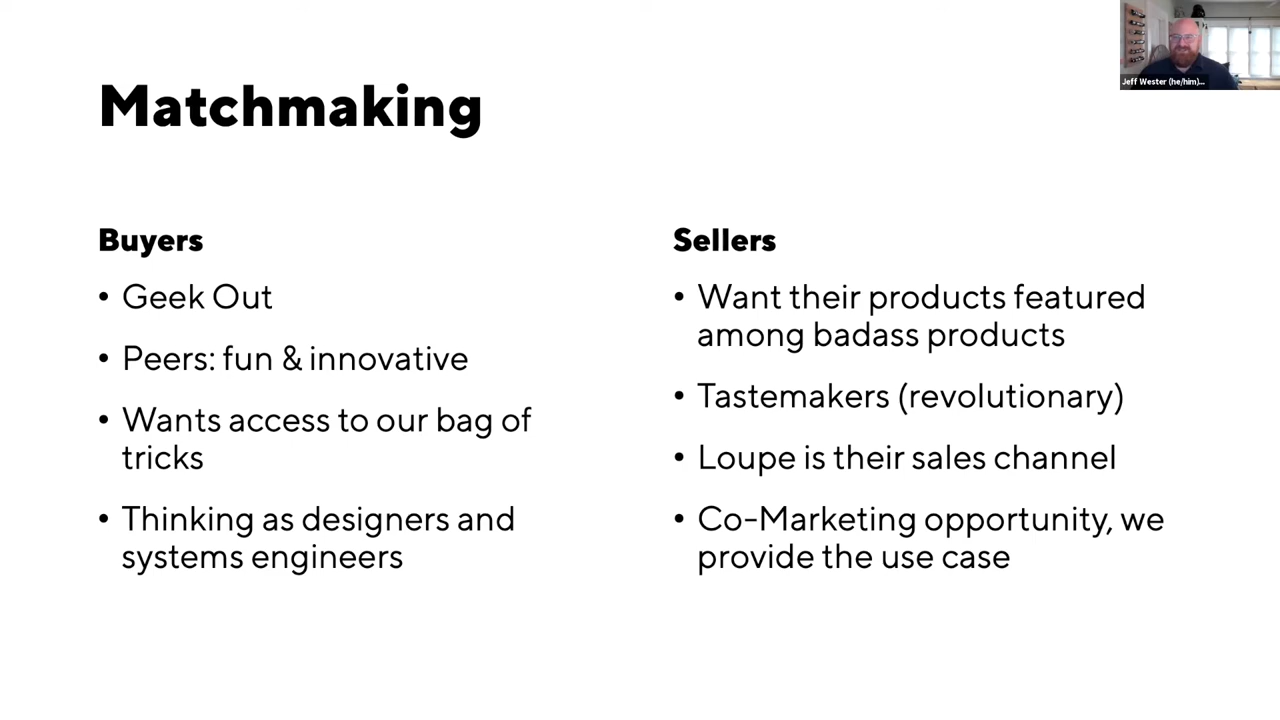 Jeff Wester (he/him)...
Matchmaking
Buyers
• Geek Out
• Peers: fun & innovative
• Wants access to our bag of
tricks
• Thinking as designers and
systems engineers
Sellers
• Want their products featured
among badass products
• Tastemakers (revolutionary)
• Loupe is their sales channel
• Co-Marketing opportunity, we
provide the use case